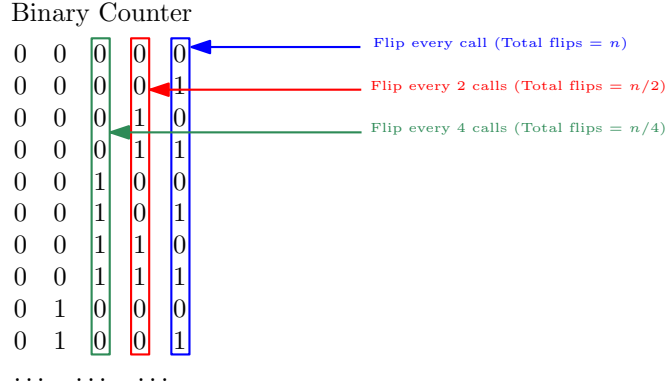 Binary Counter
0 0 0 0 0 Flip every call (Total flips = n)
0 0 0 0 1 Flip every 2 calls (Total flips = n/2)
0 0 0 1 0 Flip every 4 calls (Total flips = n/4)
0 0 0 1 1
0 0 1 0 0
0 0 1 0 1
0 0 1 1 0
0 0 1 1 1
0 1 0 0 0
0 1 0 0 1
... ... ...